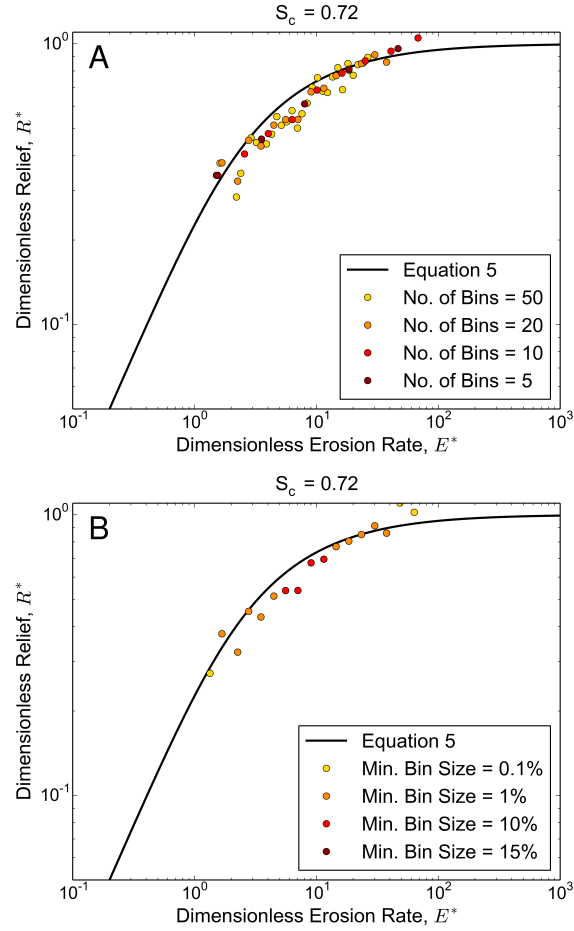 S_c = 0.72
A
10^0
10^-1
Dimensionless Relief, R*
Equation 5
No. of Bins = 50
No. of Bins = 20
No. of Bins = 10
No. of Bins = 5
10^-1 10^0 10^1 10^2 10^3
Dimensionless Erosion Rate, E*
S_c = 0.72
B
10^0
10^-1
Dimensionless Relief, R*
Equation 5
Min. Bin Size = 0.1%
Min. Bin Size = 1%
Min. Bin Size = 10%
Min. Bin Size = 15%
10^-1 10^0 10^1 10^2 10^3
Dimensionless Erosion Rate, E*